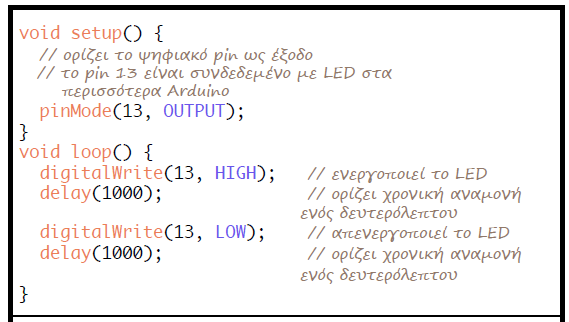 void setup() {
// ορίζει το ψηφιακό pin ως έξοδο
// το pin 13 είναι συνδεδεμένο με LED στα
περισσότερα Arduino
pinMode(13, OUTPUT);
}
void loop() {
digitalWrite(13, HIGH); // ενεργοποιεί το LED
delay(1000); // ορίζει χρονική αναμονή
ενός δευτερόλεπτου
digitalWrite(13, LOW); // απενεργοποιεί το LED
delay(1000); // ορίζει χρονική αναμονή
ενός δευτερόλεπτου
}